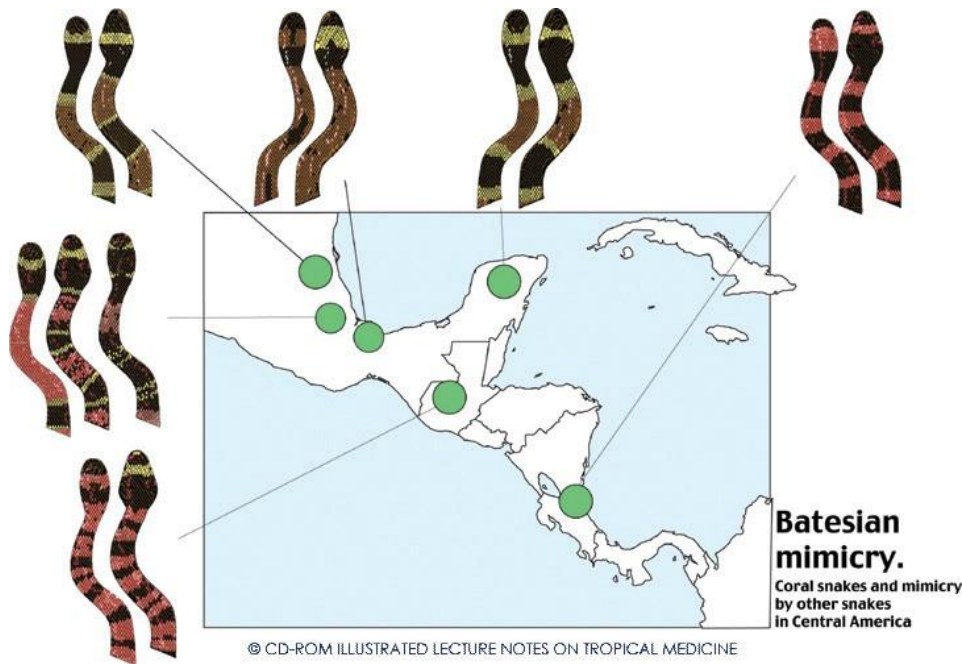 Batesian
mimicry.
Coral snakes and mimicry
by other snakes
in Central America
© CD-ROM ILLUSTRATED LECTURE NOTES ON TROPICAL MEDICINE